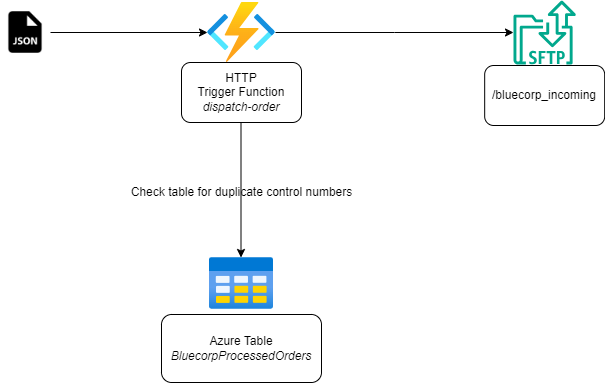 JSON
SFTP
HTTP
Trigger Function
dispatch-order
/bluecorp_incoming
Check table for duplicate control numbers
Azure Table
BluecorpProcessedOrders